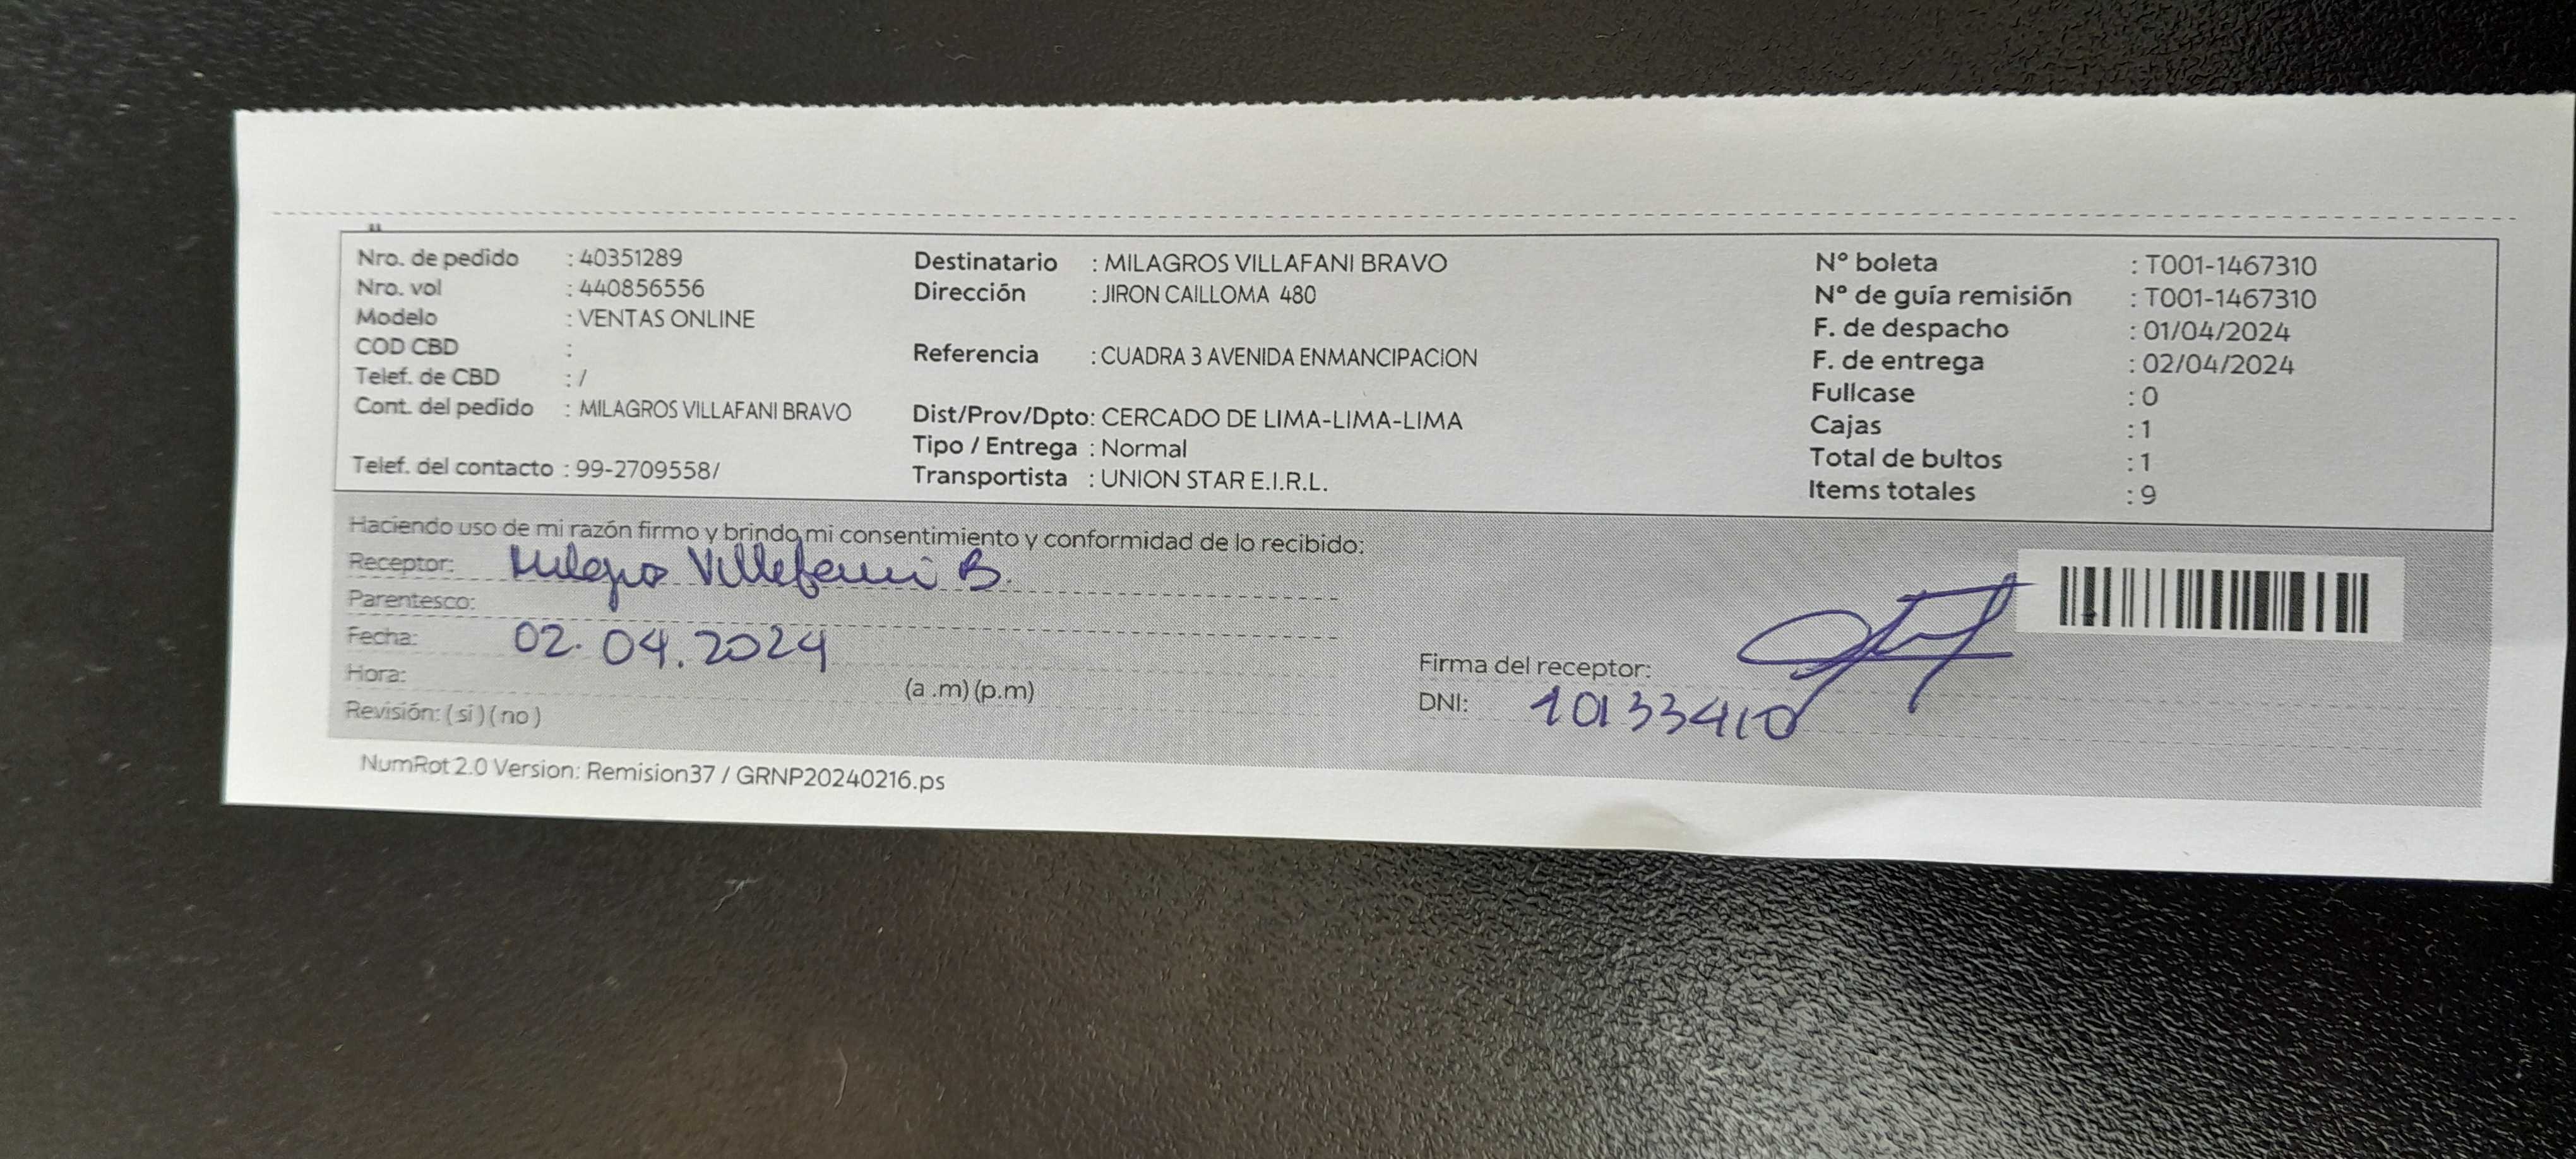 Nro. de pedido : 40351289
Nro. vol : 440856556
Modelo : VENTAS ONLINE
COD CBD :
Telef. de CBD : /
Cont. del pedido : MILAGROS VILLAFANI BRAVO
Telef. del contacto : 99-2709558/
Destinatario : MILAGROS VILLAFANI BRAVO
Dirección : JIRON CAILLOMA 480
Referencia : CUADRA 3 AVENIDA ENMANCIPACION
Dist/Prov/Dpto: CERCADO DE LIMA-LIMA-LIMA
Tipo / Entrega : Normal
Transportista : UNION STAR E.I.R.L.
Nº boleta : T001-1467310
Nº de guía remisión : T001-1467310
F. de despacho : 01/04/2024
F. de entrega : 02/04/2024
Fullcase : 0
Cajas : 1
Total de bultos : 1
Items totales : 9
Haciendo uso de mi razón firmo y brindo mi consentimiento y conformidad de lo recibido:
Receptor: Milagros Villafani B.
Parentesco:
Fecha: 02.04.2024
Hora: (a .m) (p.m)
Revisión: ( si ) ( no )
Firma del receptor:
DNI: 10133410
NumRot 2.0 Version: Remision37 / GRNP20240216.ps